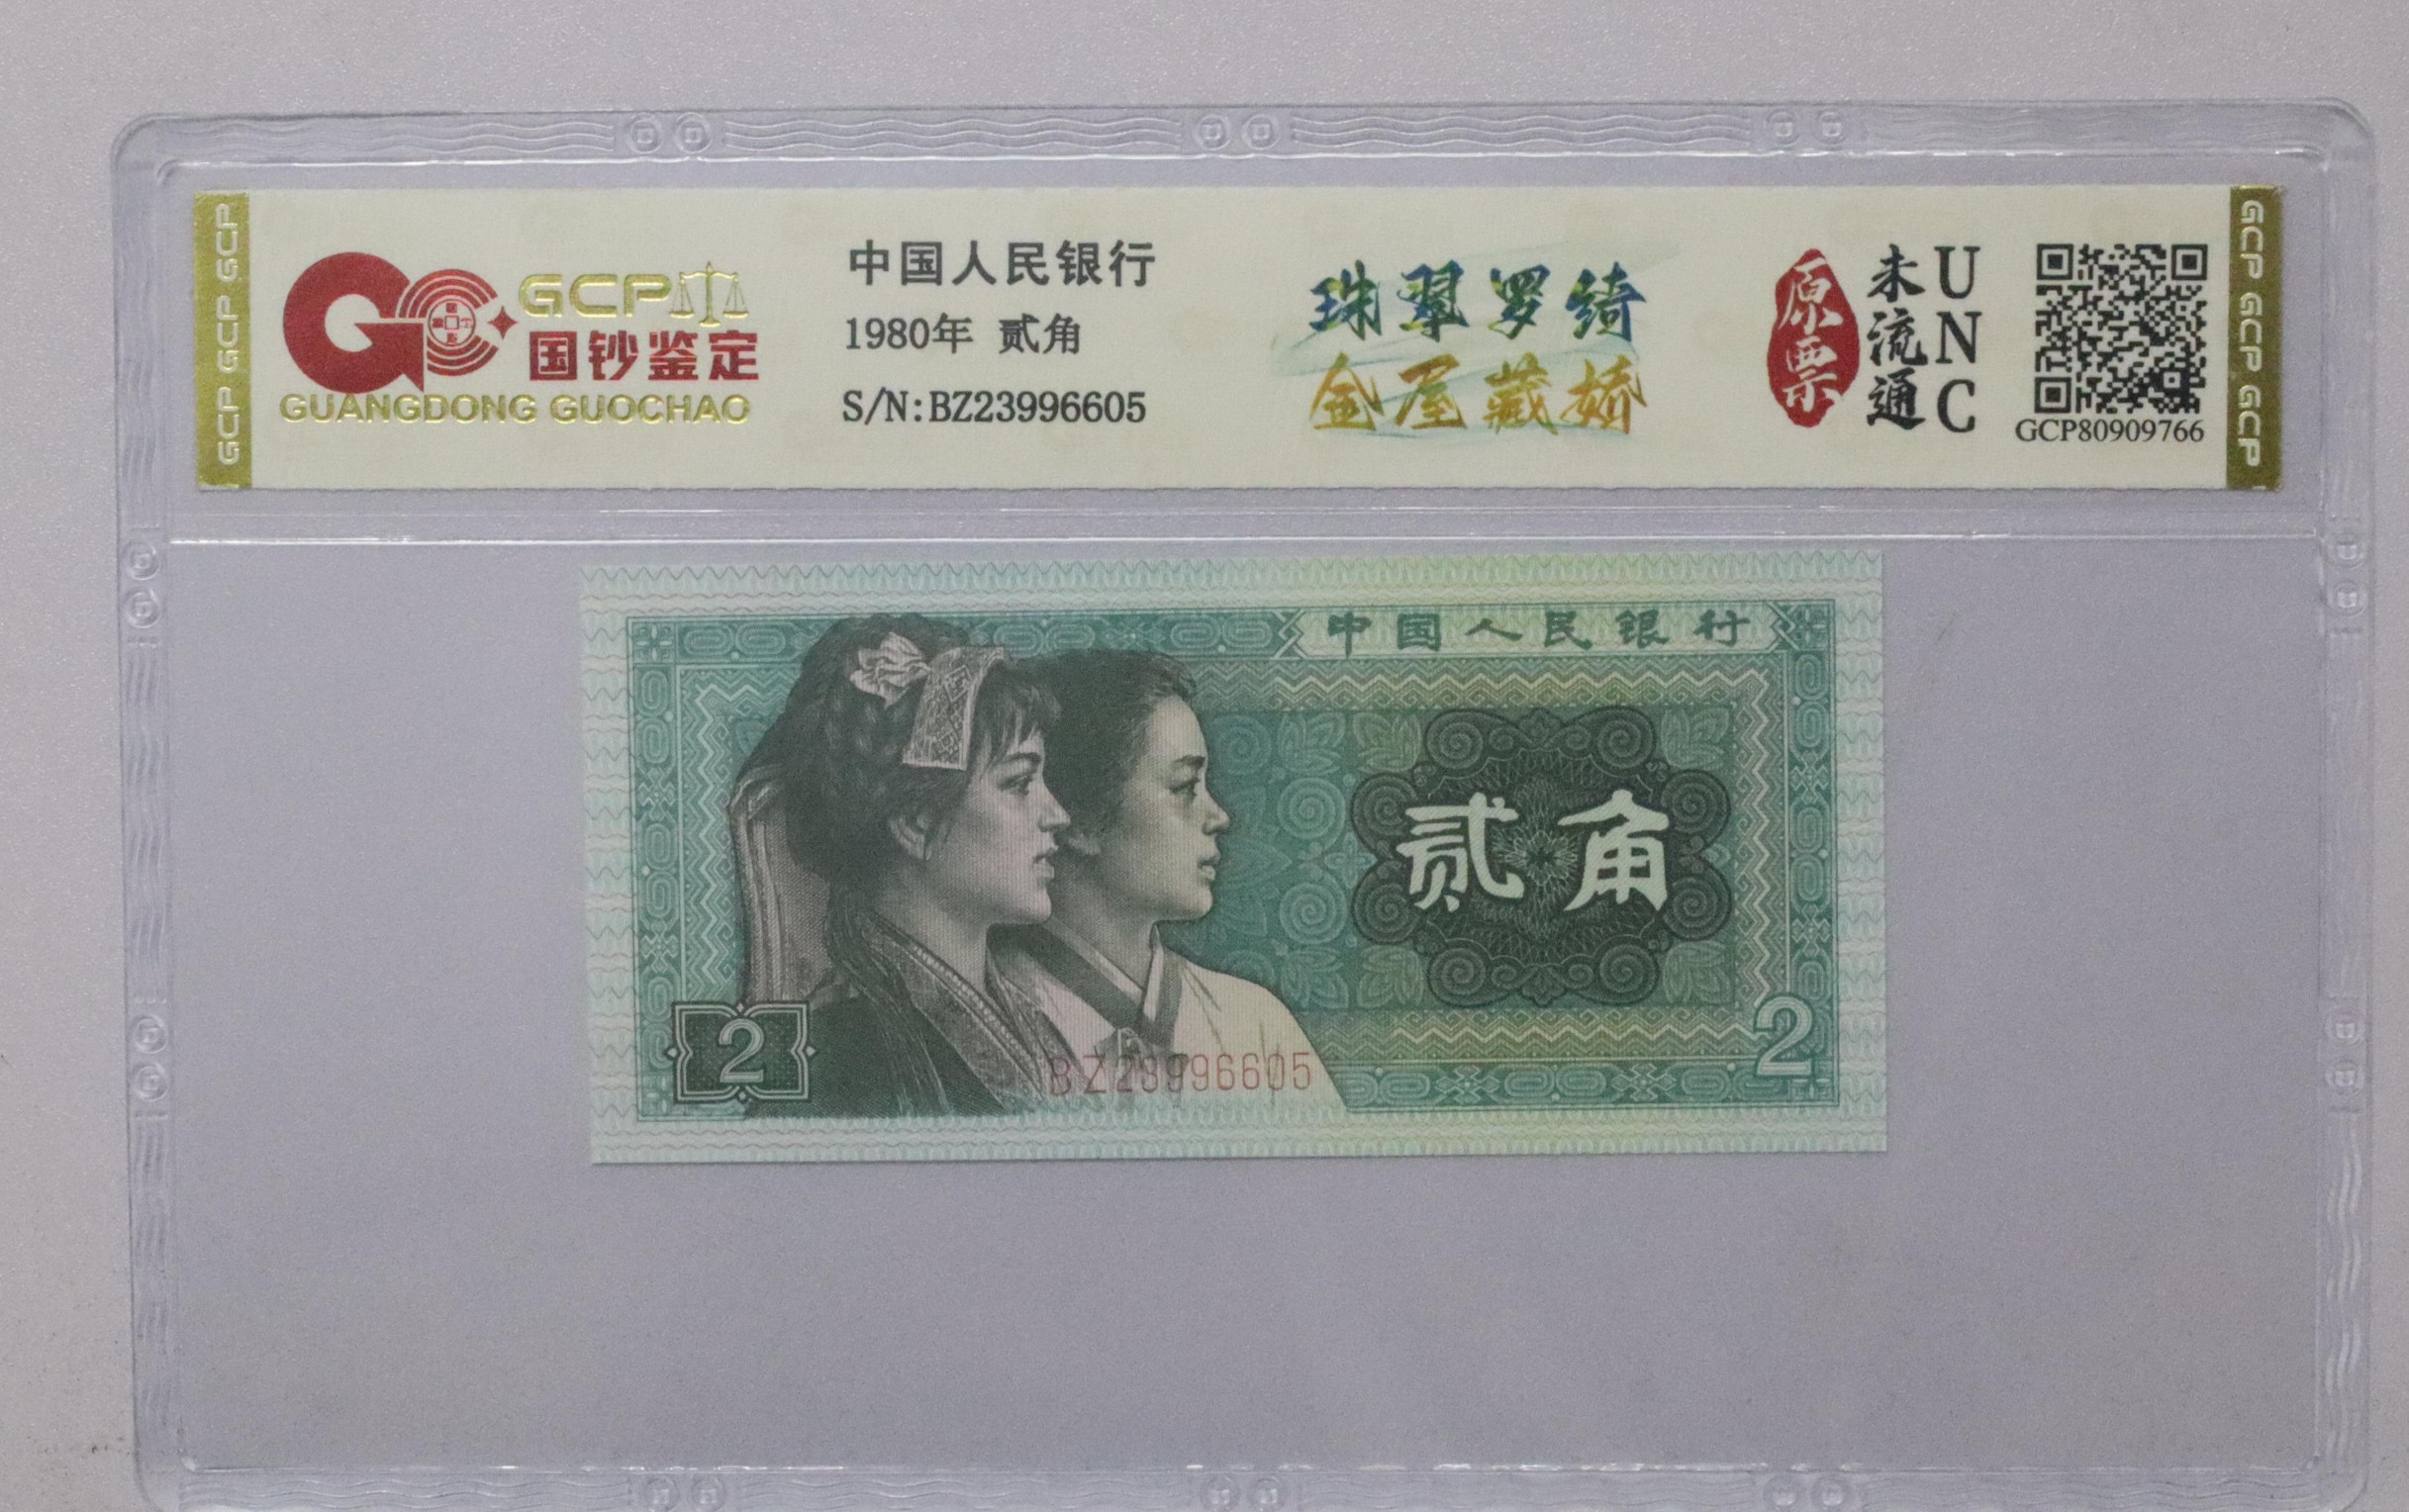 GCP GCP GCP
GCP
国钞鉴定
GUANGDONG GUOCHAO
中国人民银行
1980年 贰角
S/N:BZ23996605
珠翠罗绮
金屋藏娇
原票
未流通
UNC
GCP80909766
GCP GCP GCP
中国人民银行
贰角
2
BZ23996605
2